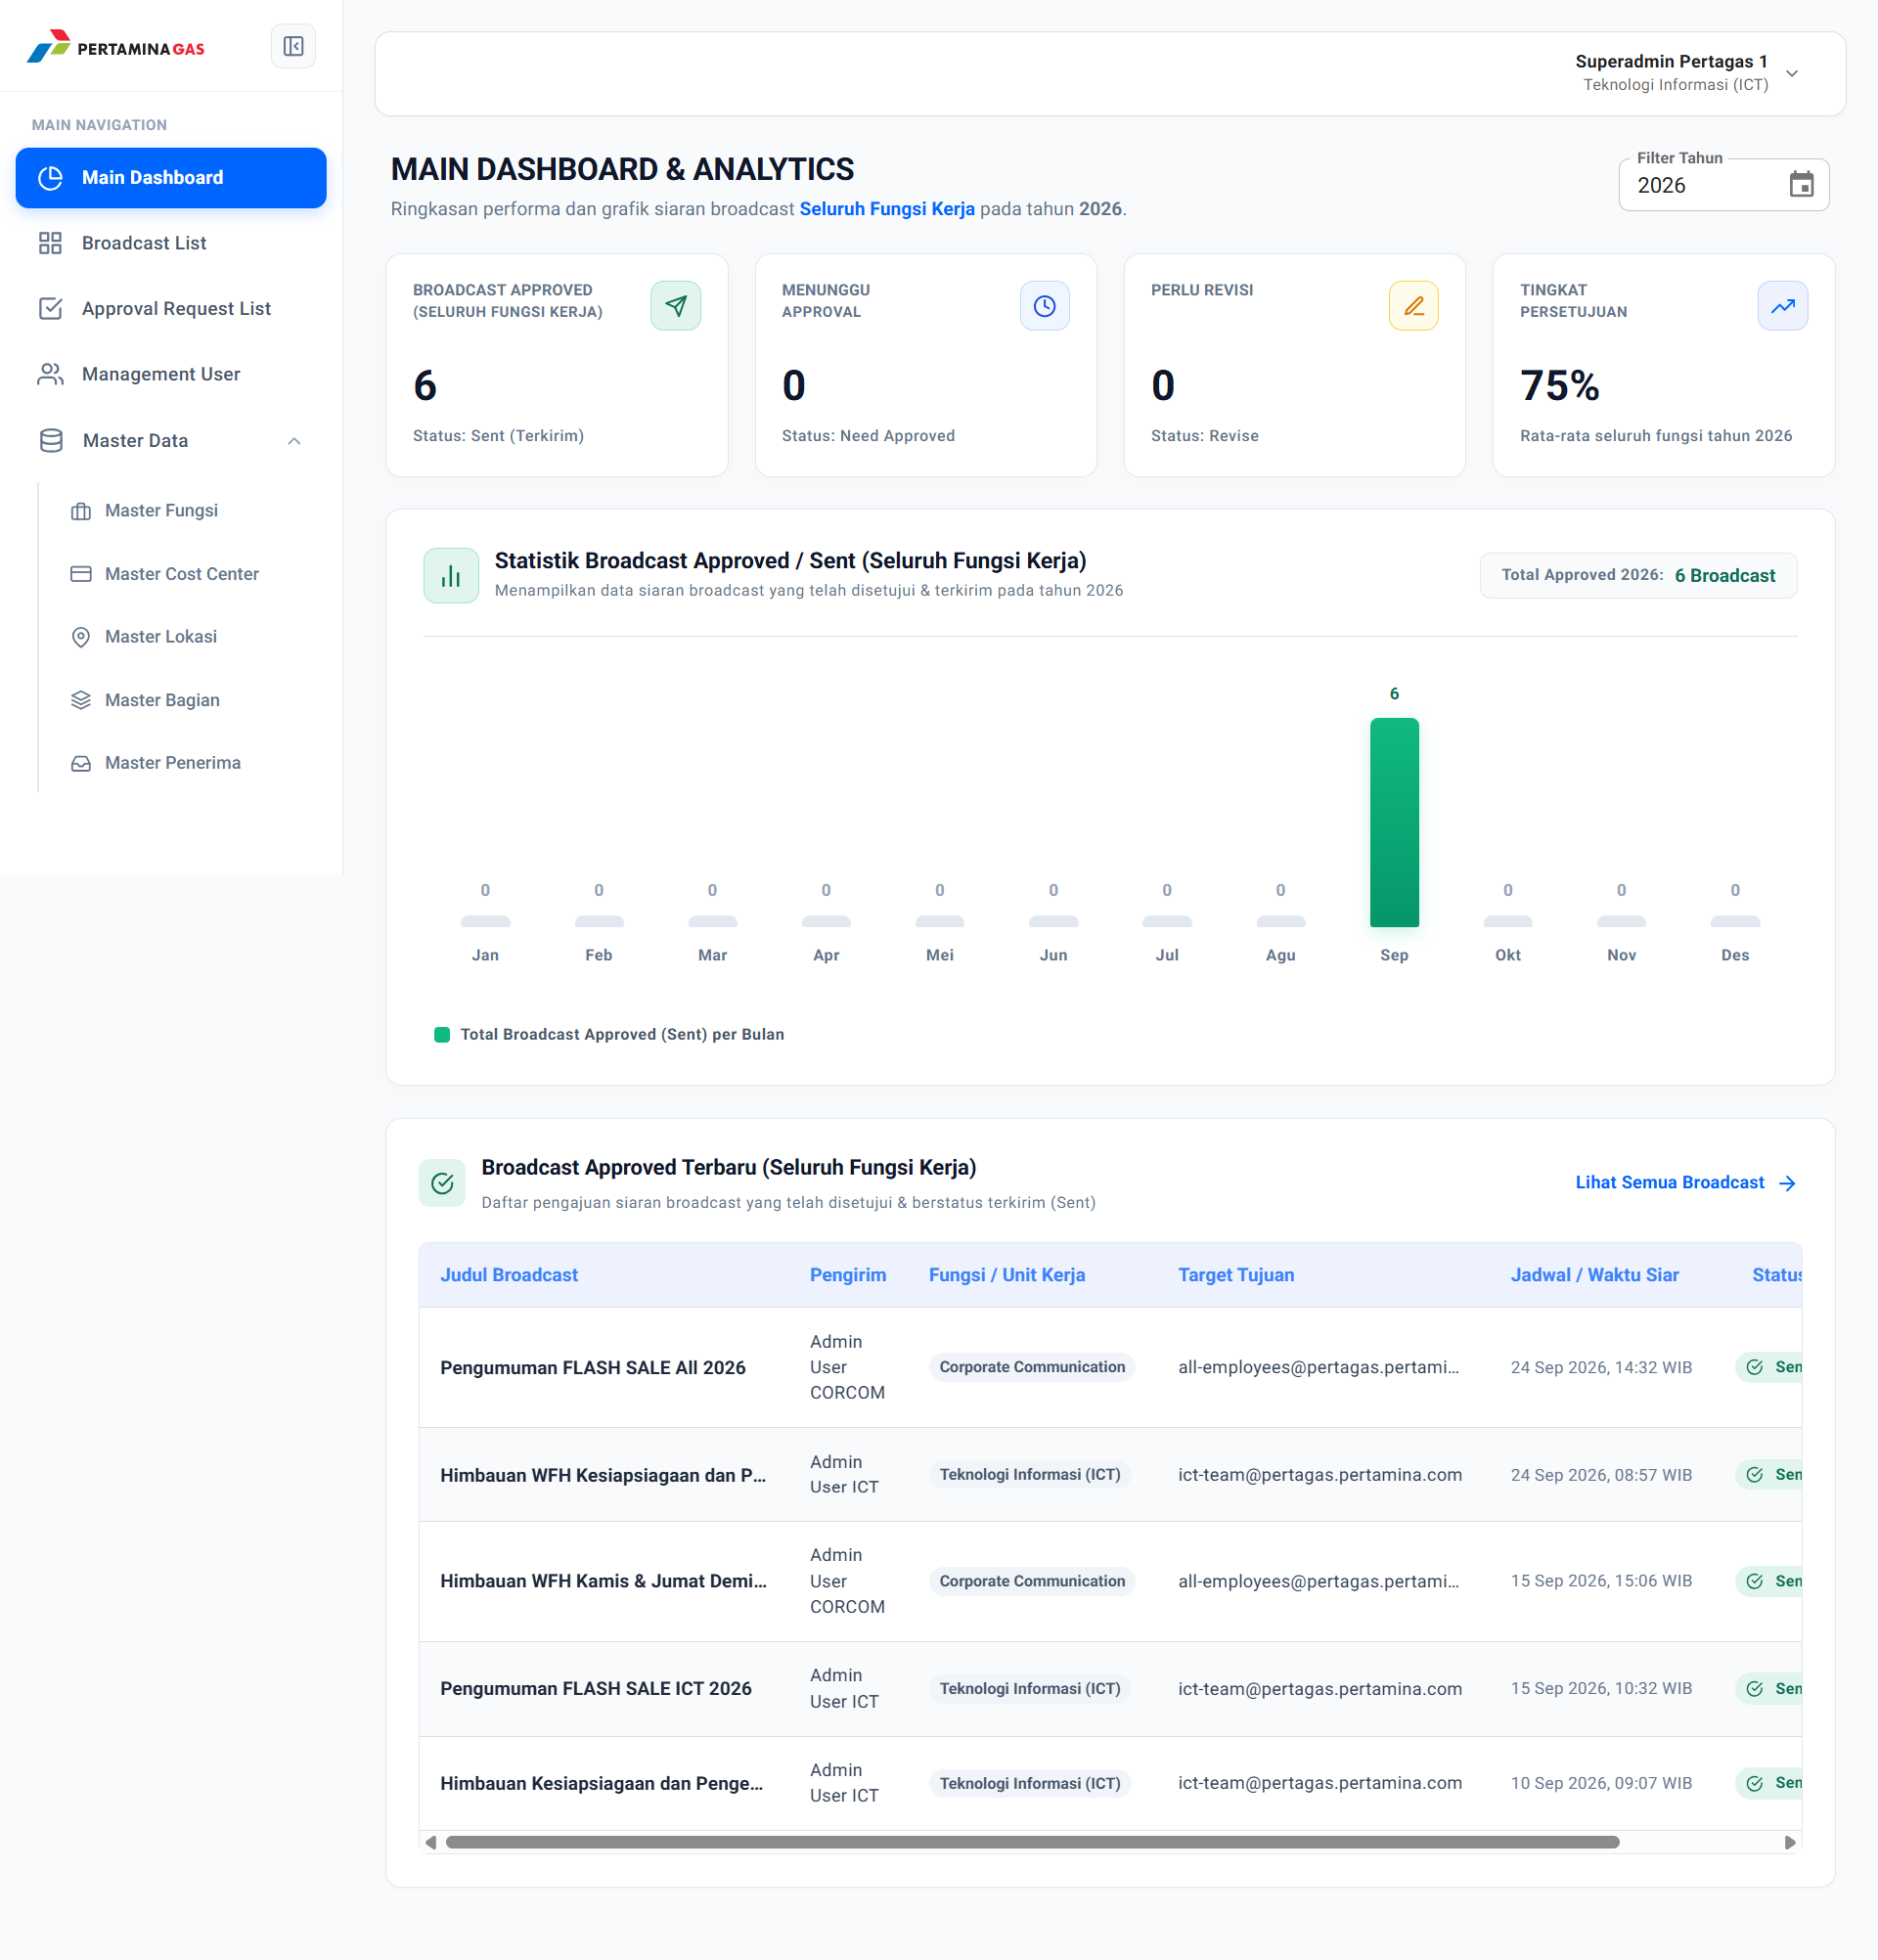 PERTAMINA GAS
MAIN NAVIGATION
Main Dashboard
Broadcast List
Approval Request List
Management User
Master Data
Master Fungsi
Master Cost Center
Master Lokasi
Master Bagian
Master Penerima
Superadmin Pertagas 1
Teknologi Informasi (ICT)
MAIN DASHBOARD & ANALYTICS
Ringkasan performa dan grafik siaran broadcast Seluruh Fungsi Kerja pada tahun 2026.
Filter Tahun
2026
BROADCAST APPROVED
(SELURUH FUNGSI KERJA)
6
Status: Sent (Terkirim)
MENUNGGU
APPROVAL
0
Status: Need Approved
PERLU REVISI
0
Status: Revise
TINGKAT
PERSETUJUAN
75%
Rata-rata seluruh fungsi tahun 2026
Statistik Broadcast Approved / Sent (Seluruh Fungsi Kerja)
Menampilkan data siaran broadcast yang telah disetujui & terkirim pada tahun 2026
Total Approved 2026: 6 Broadcast
6
0 0 0 0 0 0 0 0 0 0 0
Jan Feb Mar Apr Mei Jun Jul Agu Sep Okt Nov Des
Total Broadcast Approved (Sent) per Bulan
Broadcast Approved Terbaru (Seluruh Fungsi Kerja)
Daftar pengajuan siaran broadcast yang telah disetujui & berstatus terkirim (Sent)
Lihat Semua Broadcast
Judul Broadcast Pengirim Fungsi / Unit Kerja Target Tujuan Jadwal / Waktu Siar Status
Pengumuman FLASH SALE All 2026
Admin
User
CORCOM
Corporate Communication
all-employees@pertagas.pertami...
24 Sep 2026, 14:32 WIB
Sen
Himbauan WFH Kesiapsiagaan dan P...
Admin
User ICT
Teknologi Informasi (ICT)
ict-team@pertagas.pertamina.com
24 Sep 2026, 08:57 WIB
Sen
Himbauan WFH Kamis & Jumat Demi...
Admin
User
CORCOM
Corporate Communication
all-employees@pertagas.pertami...
15 Sep 2026, 15:06 WIB
Sen
Pengumuman FLASH SALE ICT 2026
Admin
User ICT
Teknologi Informasi (ICT)
ict-team@pertagas.pertamina.com
15 Sep 2026, 10:32 WIB
Sen
Himbauan Kesiapsiagaan dan Penge...
Admin
User ICT
Teknologi Informasi (ICT)
ict-team@pertagas.pertamina.com
10 Sep 2026, 09:07 WIB
Sen